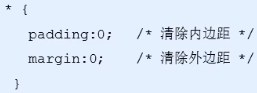 * {
padding:0; /* 清除内边距 */
margin:0; /* 清除外边距 */
}